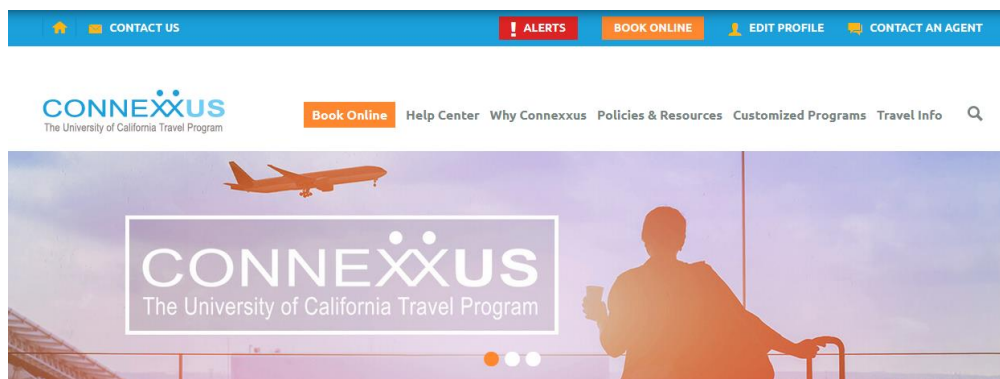 CONTACT US
! ALERTS
BOOK ONLINE
EDIT PROFILE
CONTACT AN AGENT
CONNEXXUS
The University of California Travel Program
Book Online
Help Center
Why Connexxus
Policies & Resources
Customized Programs
Travel Info
CONNEXXUS
The University of California Travel Program